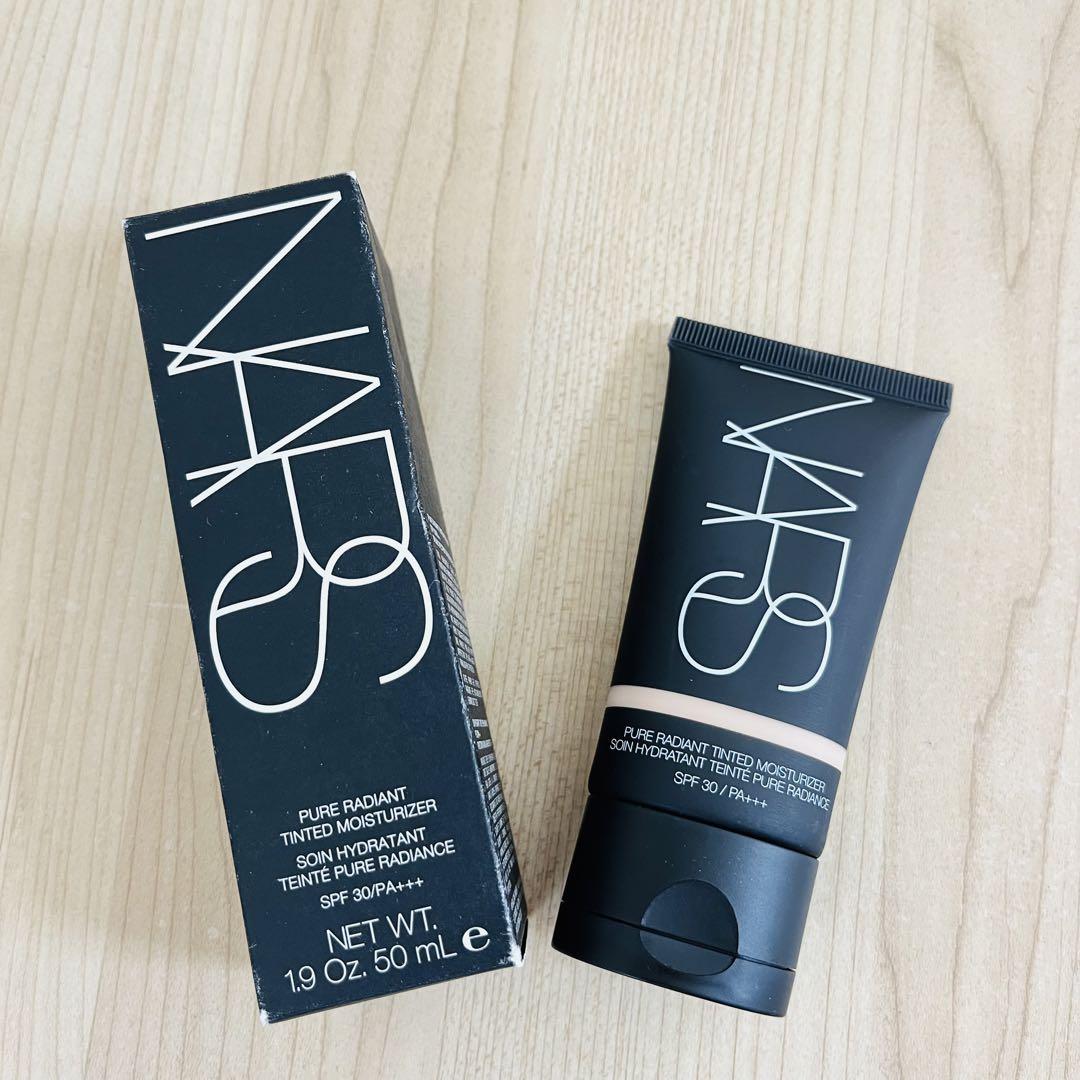 NARS
PURE RADIANT
TINTED MOISTURIZER
SOIN HYDRATANT
TEINTÉ PURE RADIANCE
SPF 30/PA+++
NET WT.
1.9 Oz. 50 mL e
NARS
PURE RADIANT TINTED MOISTURIZER
SOIN HYDRATANT TEINTÉ PURE RADIANCE
SPF 30 / PA+++